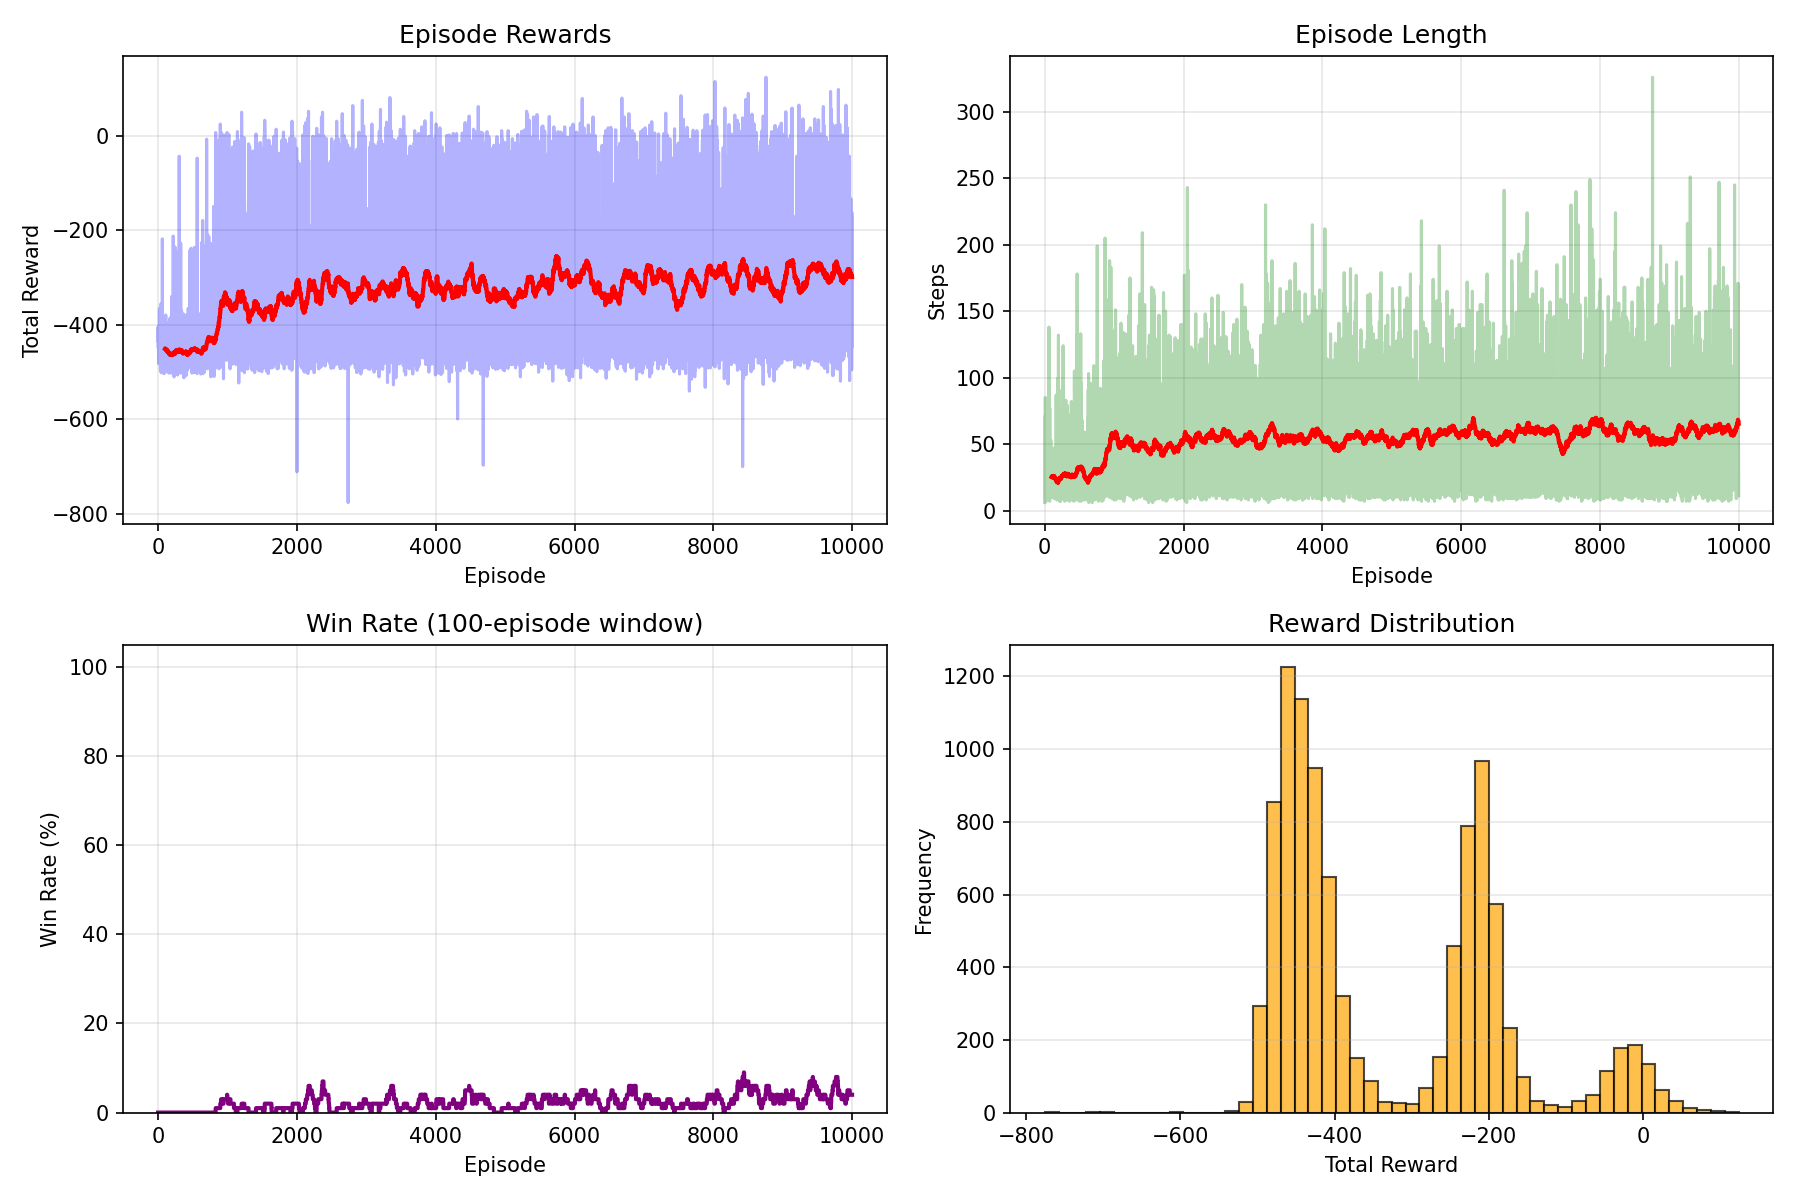 Episode Rewards
Total Reward
0
−200
−400
−600
−800
0 2000 4000 6000 8000 10000
Episode
Episode Length
Steps
300
250
200
150
100
50
0
0 2000 4000 6000 8000 10000
Episode
Win Rate (100-episode window)
Win Rate (%)
100
80
60
40
20
0
0 2000 4000 6000 8000 10000
Episode
Reward Distribution
Frequency
1200
1000
800
600
400
200
0
−800 −600 −400 −200 0
Total Reward